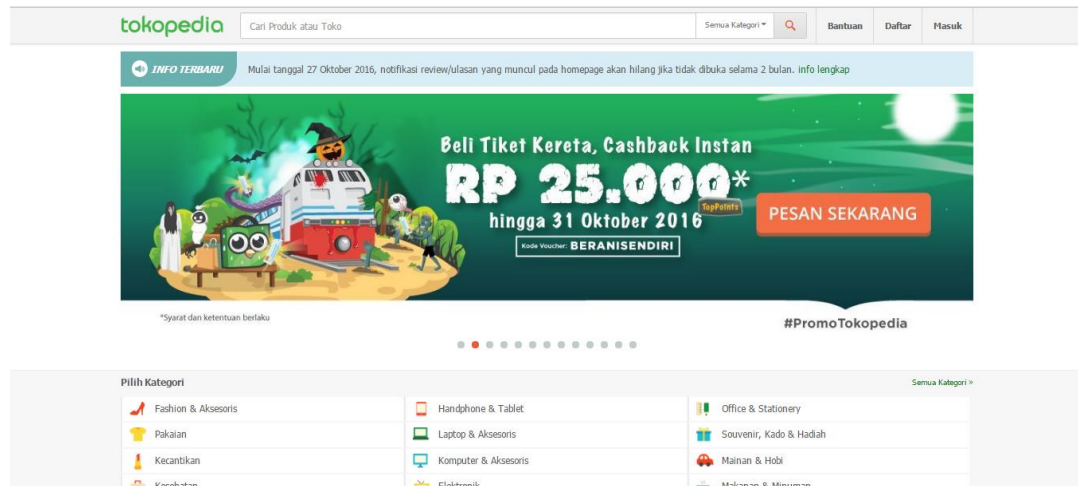 tokopedia
Cari Produk atau Toko
Semua Kategori
Bantuan
Daftar
Masuk
INFO TERBARU
Mulai tanggal 27 Oktober 2016, notifikasi review/ulasan yang muncul pada homepage akan hilang jika tidak dibuka selama 2 bulan. info lengkap
Beli Tiket Kereta, Cashback Instan
RP 25.000*
TopPoints
hingga 31 Oktober 2016
Kode Voucher: BERANISENDIRI
PESAN SEKARANG
*Syarat dan ketentuan berlaku
#PromoTokopedia
Pilih Kategori
Semua Kategori »
Fashion & Aksesoris
Handphone & Tablet
Office & Stationery
Pakaian
Laptop & Aksesoris
Souvenir, Kado & Hadiah
Kecantikan
Komputer & Aksesoris
Mainan & Hobi
Kesehatan
Elektronik
Makanan & Minuman